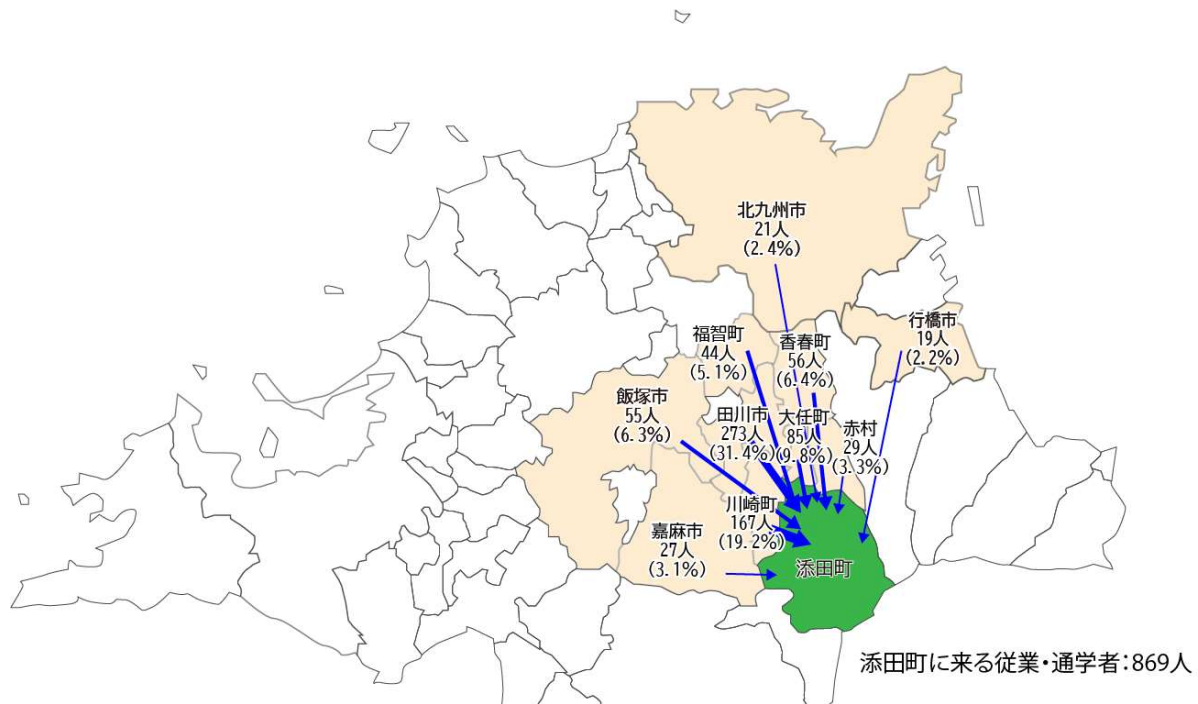 北九州市
21人
(2.4%)
行橋市
19人
(2.2%)
福智町
44人
(5.1%)
香春町
56人
(6.4%)
飯塚市
55人
(6.3%)
田川市
273人
(31.4%)
大任町
85人
(9.8%)
赤村
29人
(3.3%)
川崎町
167人
(19.2%)
嘉麻市
27人
(3.1%)
添田町
添田町に来る従業・通学者:869人